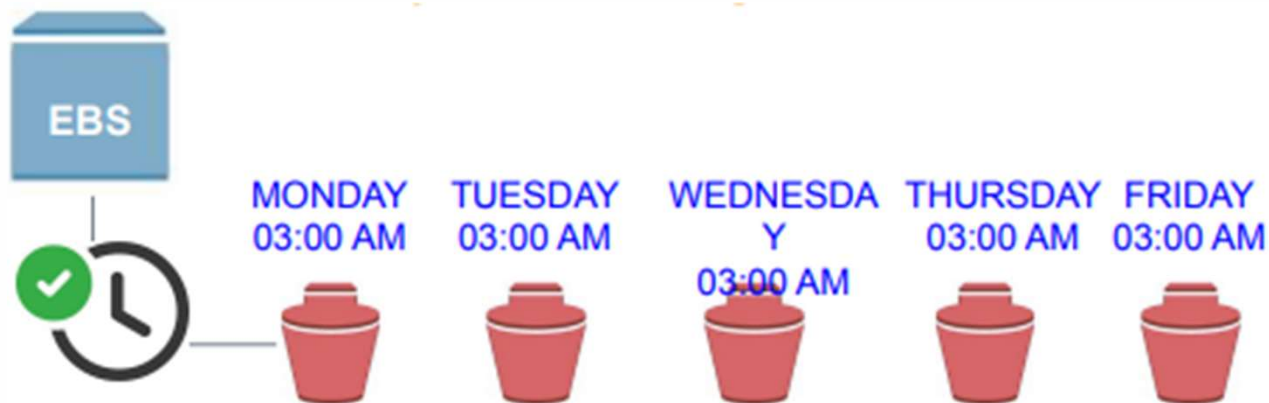 EBS
MONDAY
03:00 AM
TUESDAY
03:00 AM
WEDNESDA
Y
03:00 AM
THURSDAY
03:00 AM
FRIDAY
03:00 AM